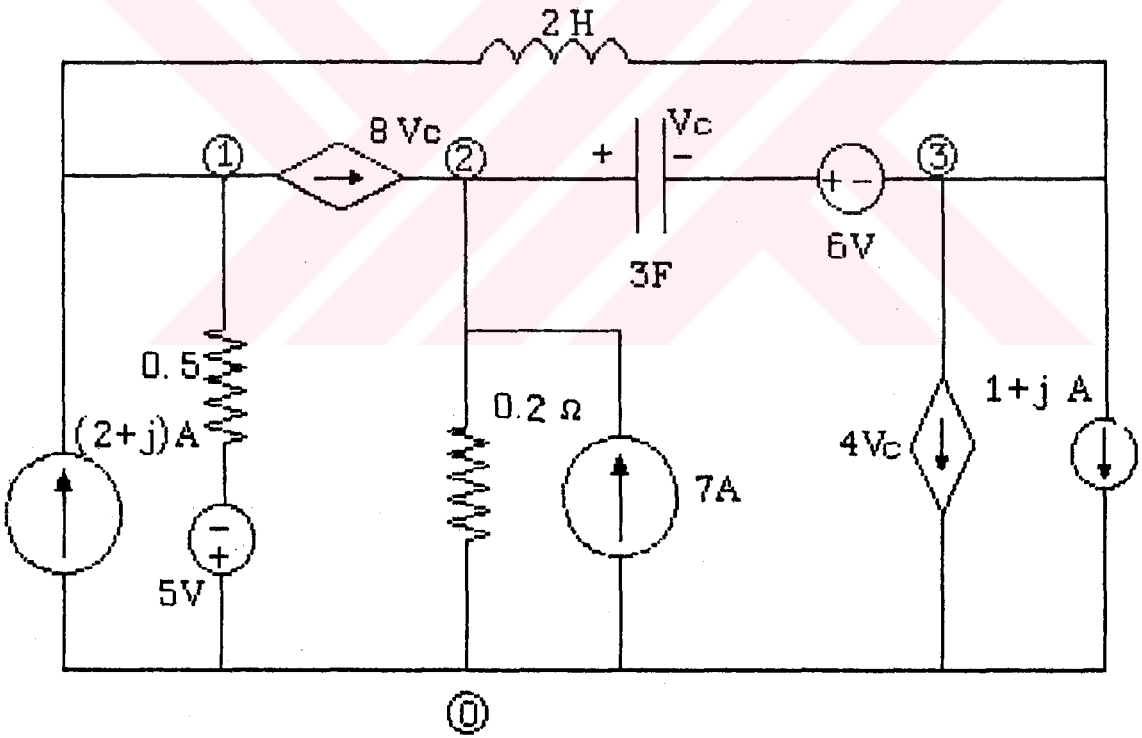 2 H
8 Vc
Vc
1
2
+
-
+ -
3
6V
3F
0.5
0.2 Ω
1+j A
(2+j)A
4Vc
7A
-
+
5V
0